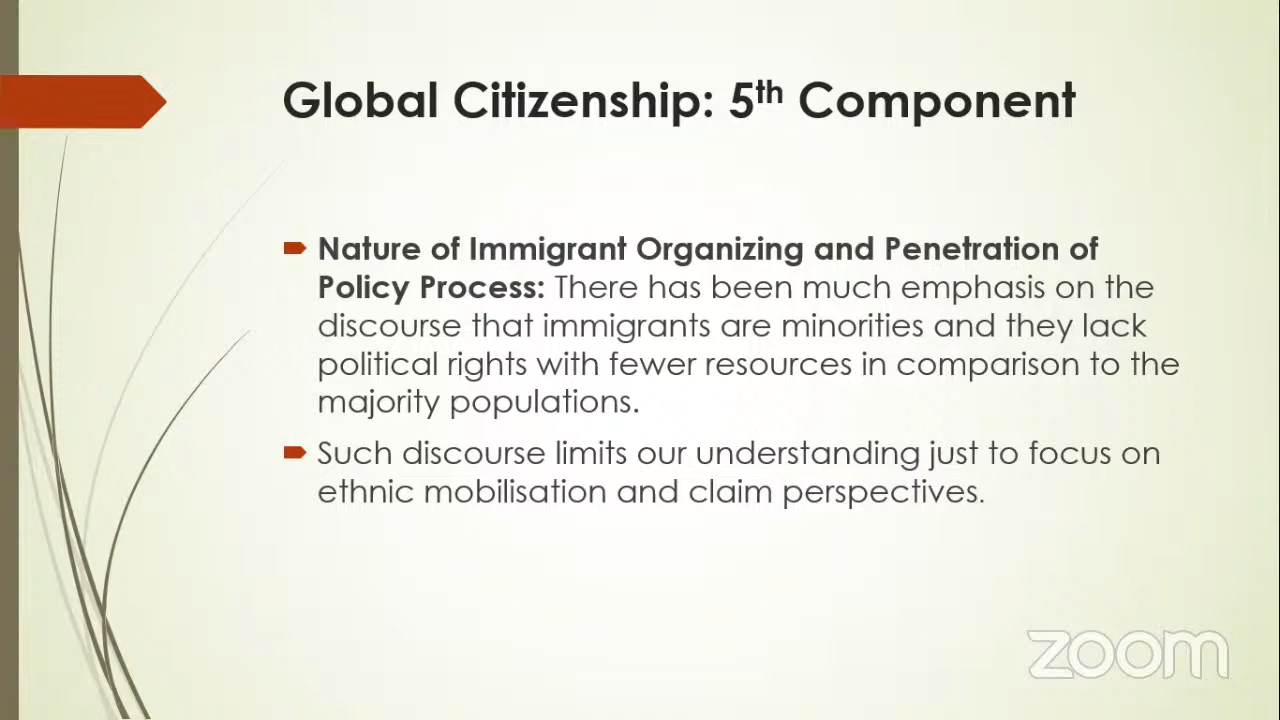 Global Citizenship: 5th Component
Nature of Immigrant Organizing and Penetration of
Policy Process: There has been much emphasis on the
discourse that immigrants are minorities and they lack
political rights with fewer resources in comparison to the
majority populations.
Such discourse limits our understanding just to focus on
ethnic mobilisation and claim perspectives.
zoom